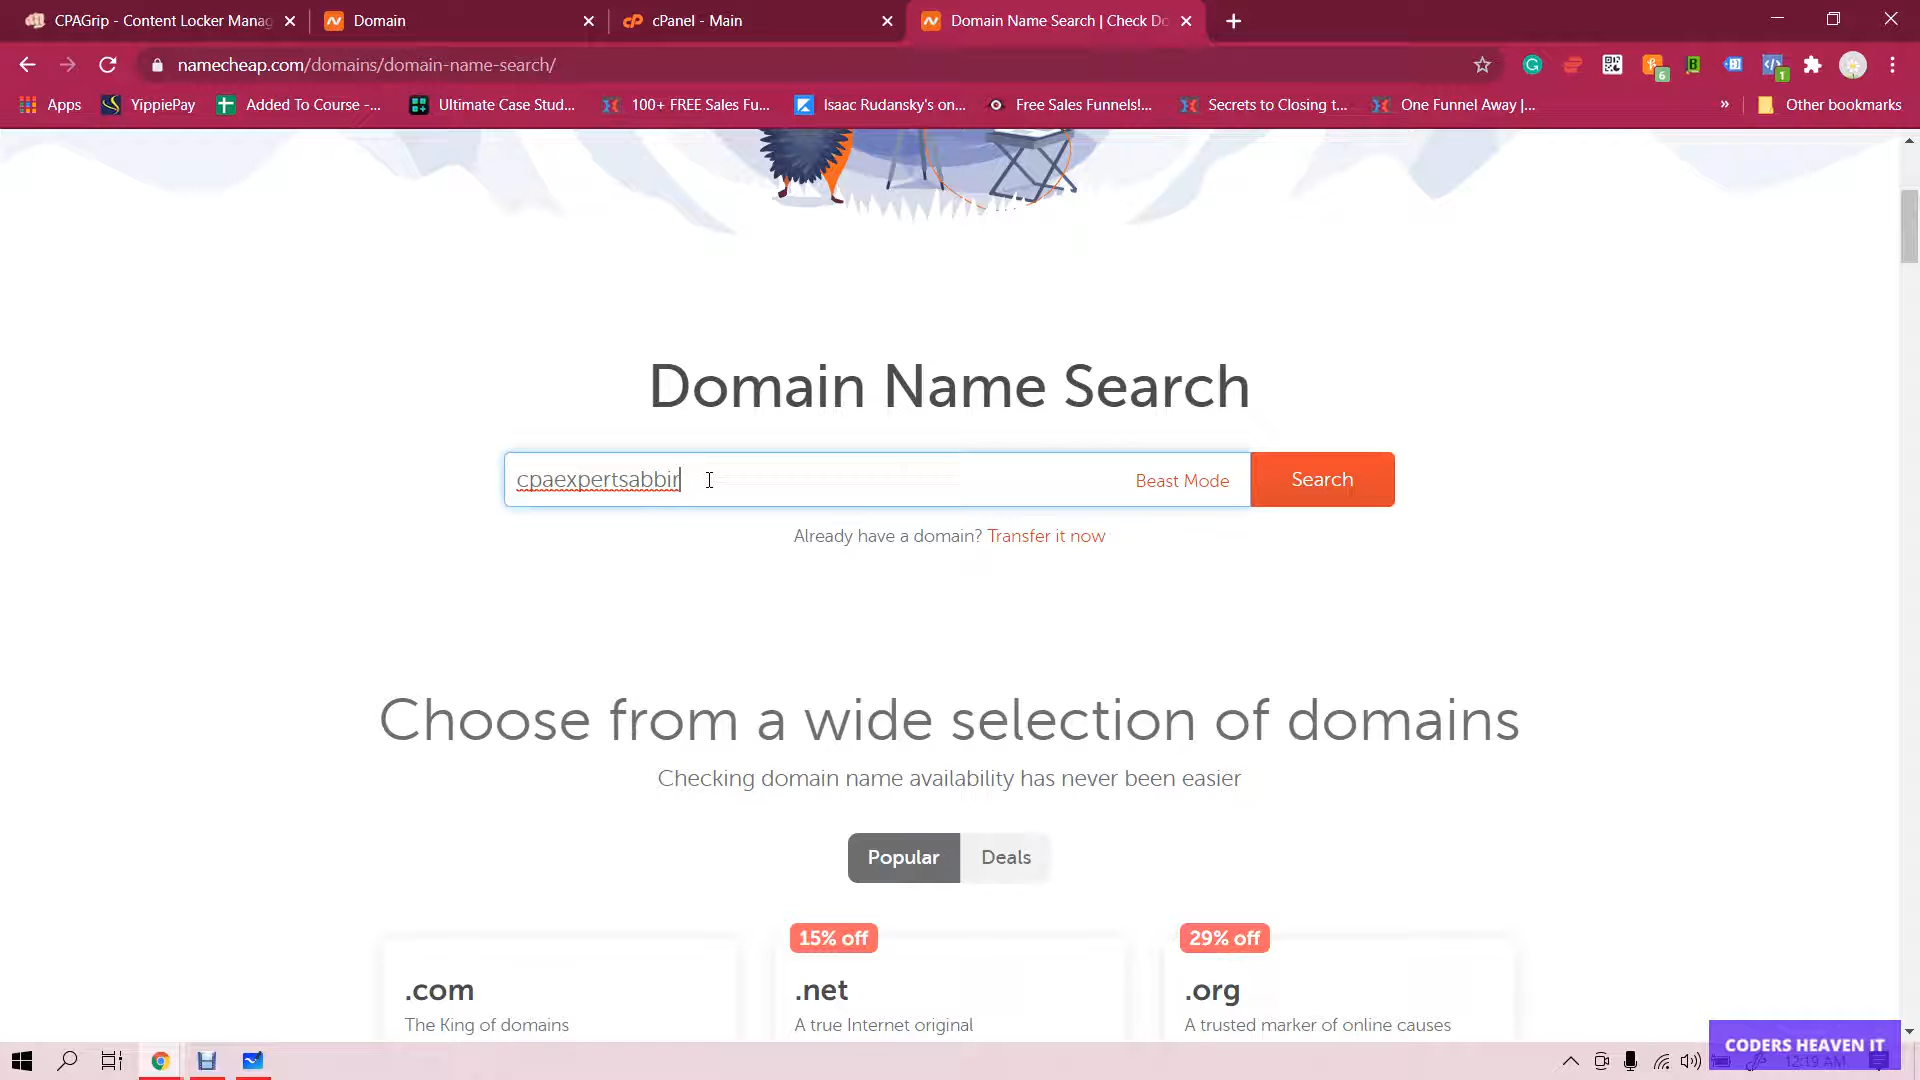 CPAGrip - Content Locker Manag
Domain
cPanel - Main
Domain Name Search | Check Do
namecheap.com/domains/domain-name-search/
6
1
Apps
YippiePay
Added To Course -...
Ultimate Case Stud...
100+ FREE Sales Fu...
Isaac Rudansky's on...
Free Sales Funnels!...
Secrets to Closing t...
One Funnel Away |...
»
Other bookmarks
Domain Name Search
cpaexpertsabbir
Beast Mode
Search
Already have a domain? Transfer it now
Choose from a wide selection of domains
Checking domain name availability has never been easier
Popular
Deals
15% off
29% off
.com
.net
.org
The King of domains
A true Internet original
A trusted marker of online causes
CODERS HEAVEN IT
12:19 AM